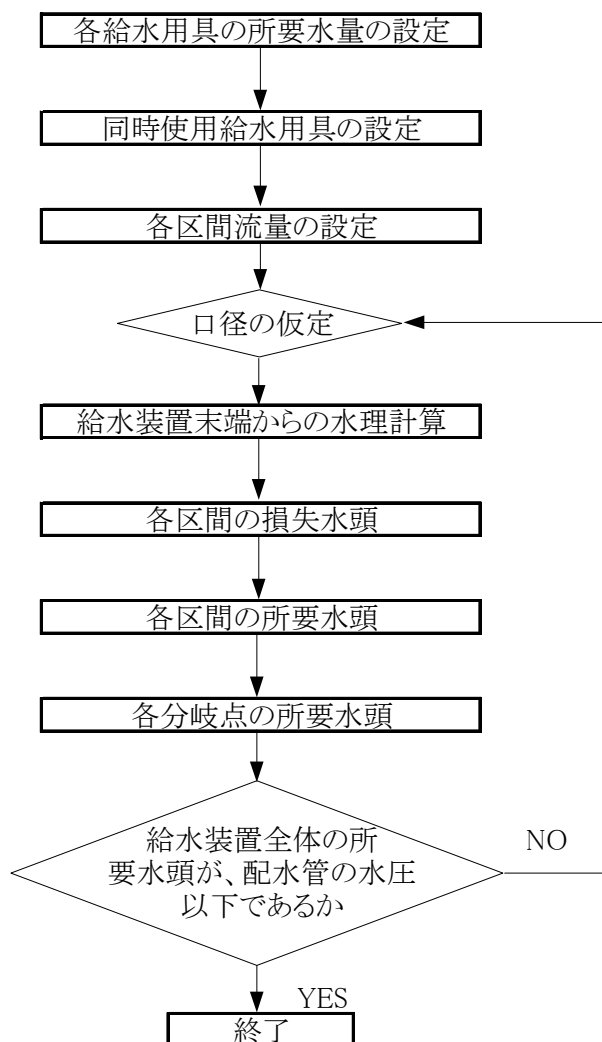 各給水用具の所要水量の設定
同時使用給水用具の設定
各区間流量の設定
口径の仮定
給水装置末端からの水理計算
各区間の損失水頭
各区間の所要水頭
各分岐点の所要水頭
給水装置全体の所
要水頭が、配水管の水圧
以下であるか
NO
YES
終了